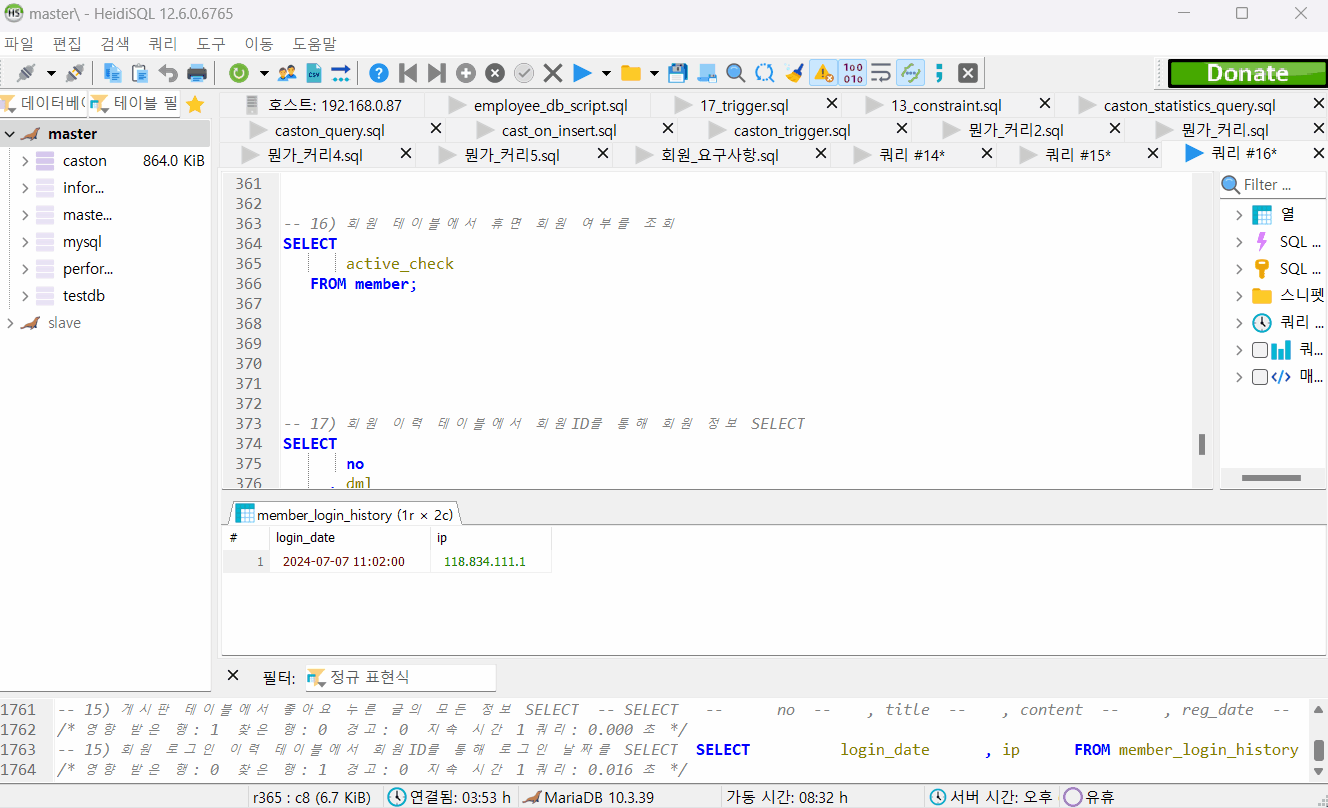 master\ - HeidiSQL 12.6.0.6765
파일 편집 검색 쿼리 도구 이동 도움말
Donate
데이터베( 테이블 필
호스트: 192.168.0.87 employee_db_script.sql 17_trigger.sql 13_constraint.sql caston_statistics_query.sql
caston_query.sql cast_on_insert.sql caston_trigger.sql 뭔가_커리2.sql 뭔가_커리.sql
뭔가_커리4.sql 뭔가_커리5.sql 회원_요구사항.sql 쿼리 #14* 쿼리 #15* 쿼리 #16*
master
caston 864.0 KiB
infor...
maste...
mysql
perfor...
testdb
slave
361
362
363 -- 16) 회원 테이블에서 휴면 회원 여부를 조회
364 SELECT
365 active_check
366 FROM member;
367
368
369
370
371
372
373 -- 17) 회원 이력 테이블에서 회원ID를 통해 회원 정보 SELECT
374 SELECT
375 no
376 , dml
Filter ...
열
SQL ...
SQL ...
스니펫
쿼리 ...
쿼...
매...
member_login_history (1r × 2c)
# login_date ip
1 2024-07-07 11:02:00 118.834.111.1
필터: 정규 표현식
1761 -- 15) 게시판 테이블에서 좋아요 누른 글의 모든 정보 SELECT -- SELECT -- no -- , title -- , content -- , reg_date --
1762 /* 영향 받은 행: 1 찾은 행: 0 경고: 0 지속 시간 1 쿼리: 0.000 초 */
1763 -- 15) 회원 로그인 이력 테이블에서 회원ID를 통해 로그인 날짜를 SELECT SELECT login_date , ip FROM member_login_history
1764 /* 영향 받은 행: 0 찾은 행: 1 경고: 0 지속 시간 1 쿼리: 0.016 초 */
r365 : c8 (6.7 KiB) 연결됨: 03:53 h MariaDB 10.3.39 가동 시간: 08:32 h 서버 시간: 오후 유휴